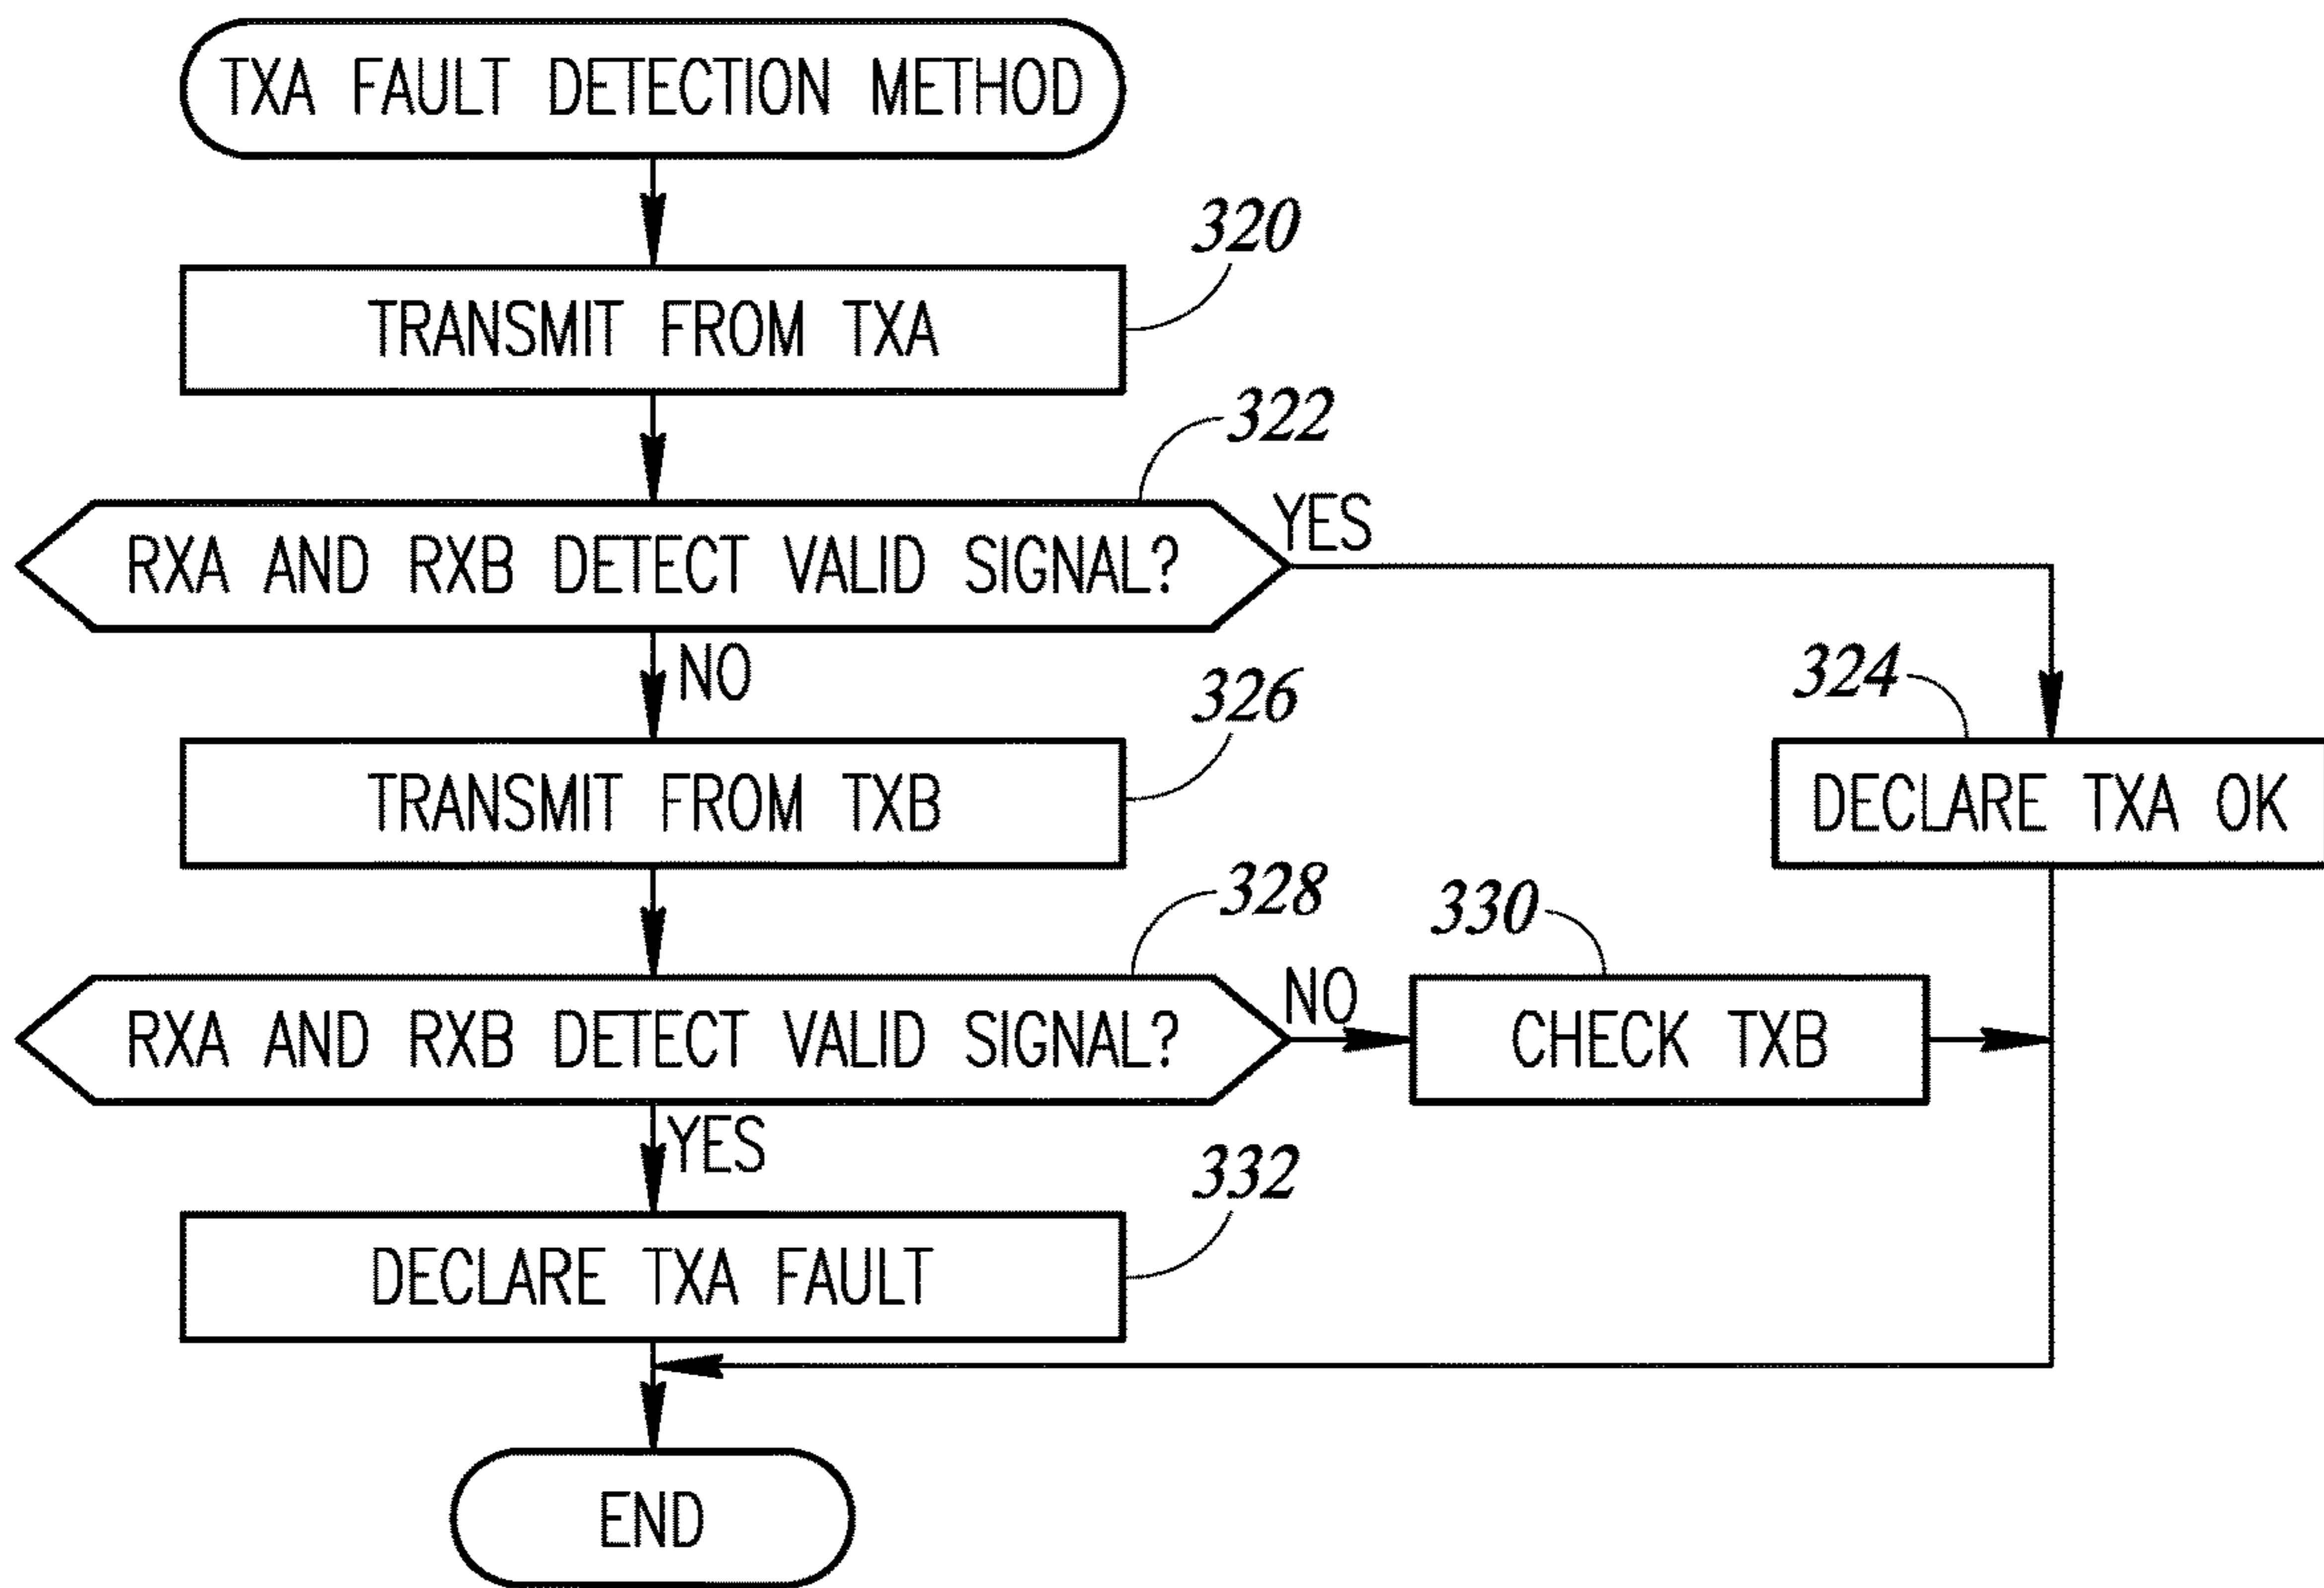 TXA FAULT DETECTION METHOD
320
TRANSMIT FROM TXA
322
RXA AND RXB DETECT VALID SIGNAL?
YES
NO
324
326
TRANSMIT FROM TXB
DECLARE TXA OK
328
330
RXA AND RXB DETECT VALID SIGNAL?
NO
CHECK TXB
YES
332
DECLARE TXA FAULT
END